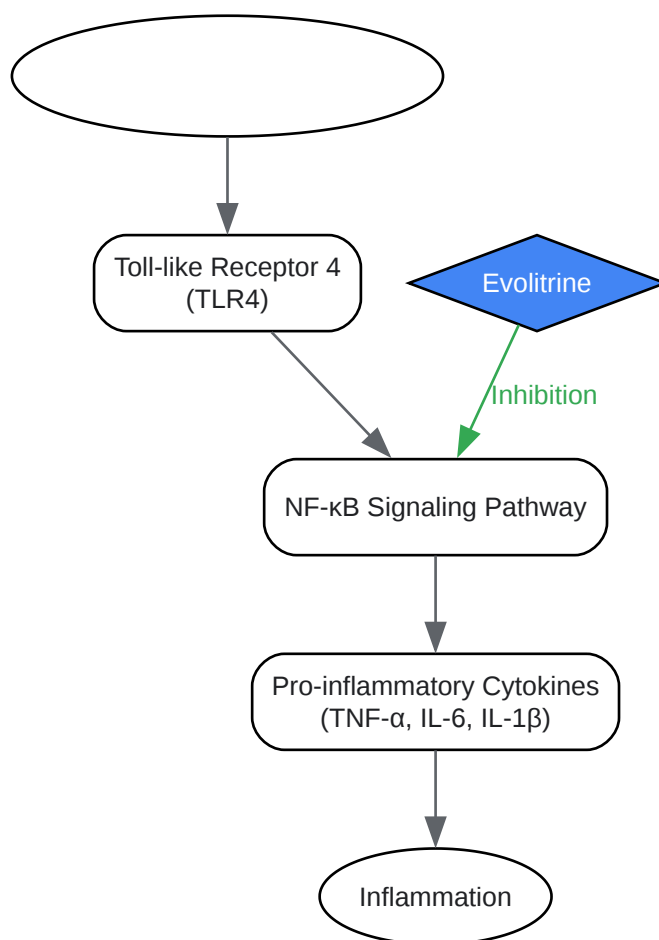 Toll-like Receptor 4
(TLR4)
Evolitrine
Inhibition
NF-κB Signaling Pathway
Pro-inflammatory Cytokines
(TNF-α, IL-6, IL-1β)
Inflammation